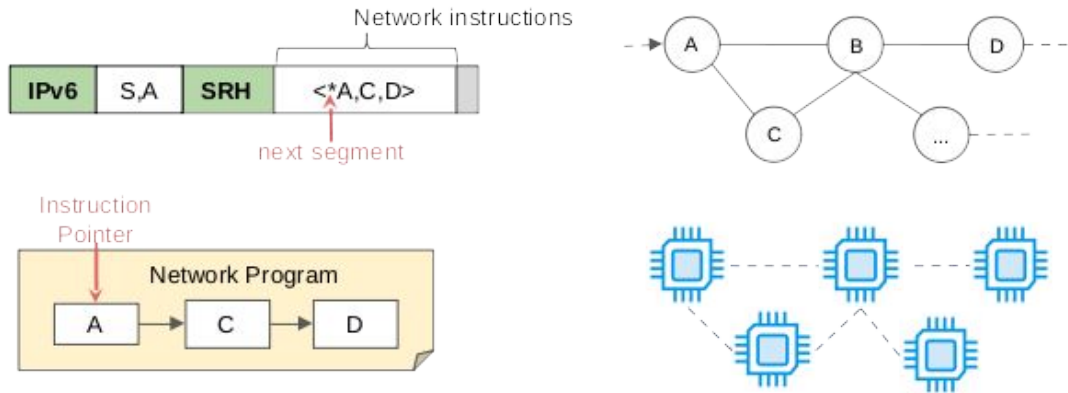 Network instructions
IPv6 S,A SRH <*A,C,D>
next segment
A B D
C ...
Instruction
Pointer
Network Program
A C D